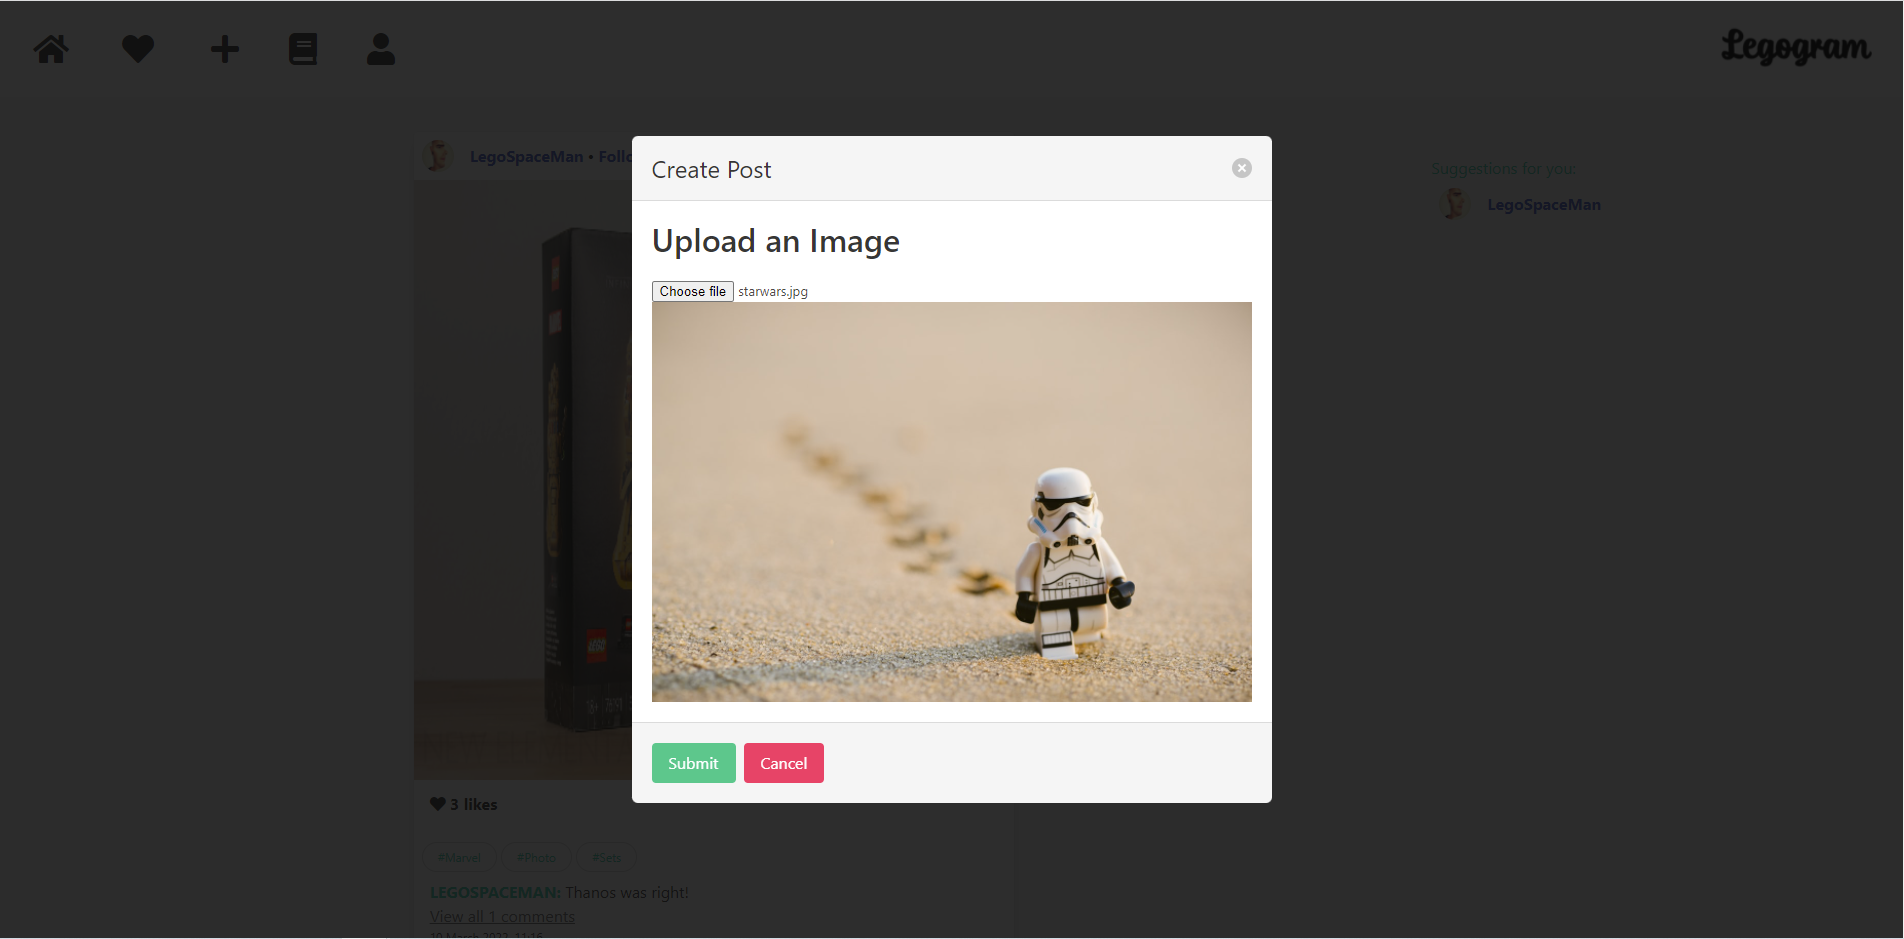 Legogram
LegoSpaceMan • Follo
Create Post
Upload an Image
Choose file starwars.jpg
Submit Cancel
3 likes
#Marvel #Photo #Sets
LEGOSPACEMAN: Thanos was right!
View all 1 comments
Suggestions for you:
LegoSpaceMan